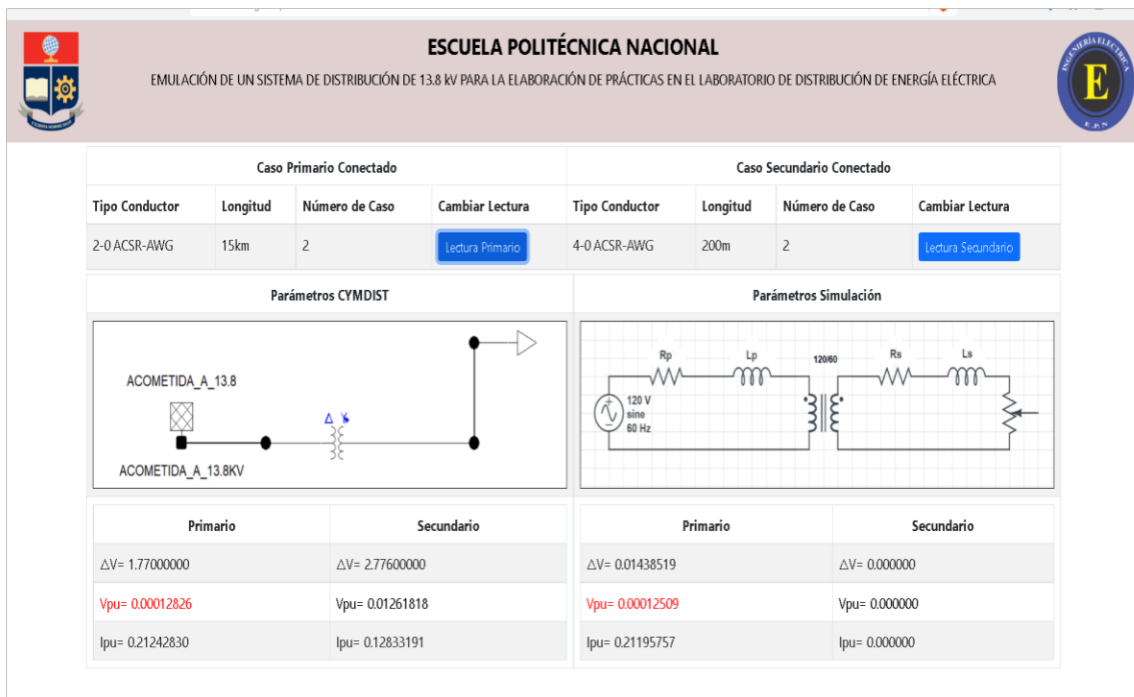 ESCUELA POLITÉCNICA NACIONAL
EMULACIÓN DE UN SISTEMA DE DISTRIBUCIÓN DE 13.8 kV PARA LA ELABORACIÓN DE PRÁCTICAS EN EL LABORATORIO DE DISTRIBUCIÓN DE ENERGÍA ELÉCTRICA
INGENIERÍA ELECTRICA
E
E.P.N
Caso Primario Conectado
Caso Secundario Conectado
Tipo Conductor Longitud Número de Caso Cambiar Lectura Tipo Conductor Longitud Número de Caso Cambiar Lectura
2-0 ACSR-AWG 15km 2 Lectura Primario 4-0 ACSR-AWG 200m 2 Lectura Secundario
Parámetros CYMDIST
Parámetros Simulación
ACOMETIDA_A_13.8
ACOMETIDA_A_13.8KV
Rp Lp 120/60 Rs Ls
120 V
sine
60 Hz
Primario Secundario Primario Secundario
△V= 1.77000000 △V= 2.77600000 △V= 0.01438519 △V= 0.000000
Vpu= 0.00012826 Vpu= 0.01261818 Vpu= 0.00012509 Vpu= 0.000000
Ipu= 0.21242830 Ipu= 0.12833191 Ipu= 0.21195757 Ipu= 0.000000